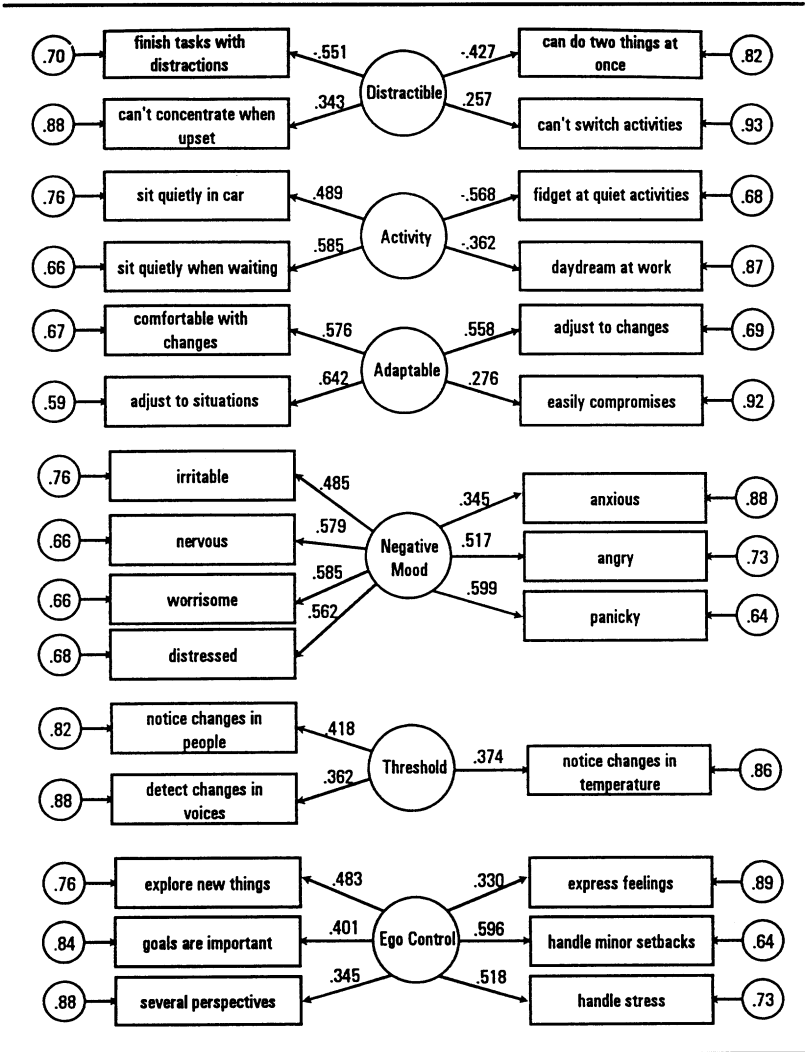 finish tasks with
distractions
.70
-.551
Distractible
-.427
can do two things at
once
.82
can't concentrate when
upset
.88
.343
.257
can't switch activities
.93
sit quietly in car
.76
.489
Activity
-.568
fidget at quiet activities
.68
sit quietly when waiting
.66
.585
-.362
daydream at work
.87
comfortable with
changes
.67
.576
Adaptable
.558
adjust to changes
.69
adjust to situations
.59
.642
.276
easily compromises
.92
irritable
.76
.485
Negative
Mood
.345
anxious
.88
nervous
.66
.579
.517
angry
.73
worrisome
.66
.585
.599
panicky
.64
distressed
.68
.562
notice changes in
people
.82
.418
Threshold
.374
notice changes in
temperature
.86
detect changes in
voices
.88
.362
explore new things
.76
.483
Ego Control
.330
express feelings
.89
goals are important
.84
.401
.596
handle minor setbacks
.64
several perspectives
.88
.345
.518
handle stress
.73